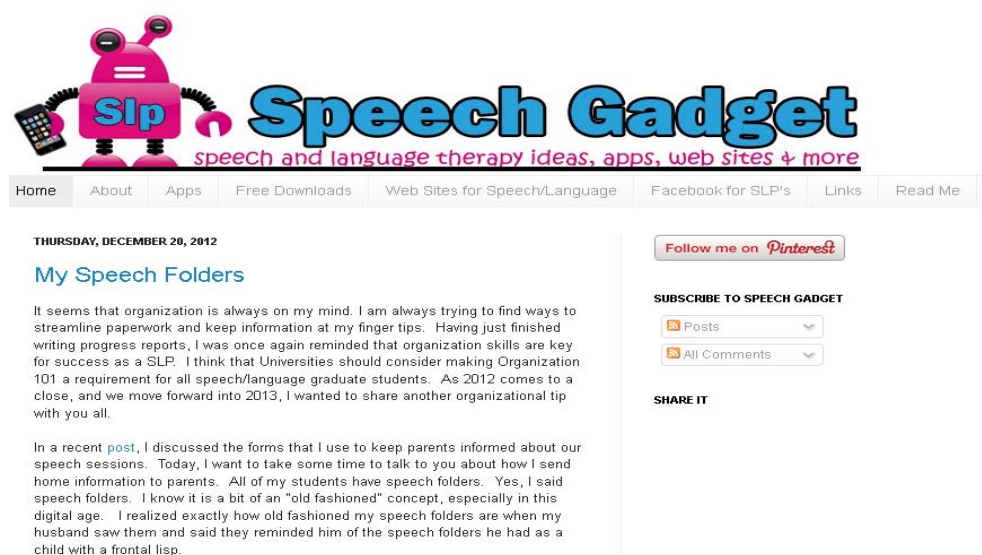 Slp
Speech Gadget
speech and language therapy ideas, apps, web sites & more
Home About Apps Free Downloads Web Sites for Speech/Language Facebook for SLP's Links Read Me
THURSDAY, DECEMBER 20, 2012
My Speech Folders
It seems that organization is always on my mind. I am always trying to find ways to
streamline paperwork and keep information at my finger tips. Having just finished
writing progress reports, I was once again reminded that organization skills are key
for success as a SLP. I think that Universities should consider making Organization
101 a requirement for all speech/language graduate students. As 2012 comes to a
close, and we move forward into 2013, I wanted to share another organizational tip
with you all.
In a recent post, I discussed the forms that I use to keep parents informed about our
speech sessions. Today, I want to take some time to talk to you about how I send
home information to parents. All of my students have speech folders. Yes, I said
speech folders. I know it is a bit of an "old fashioned" concept, especially in this
digital age. I realized exactly how old fashioned my speech folders are when my
husband saw them and said they reminded him of the speech folders he had as a
child with a frontal lisp.
Follow me on Pinterest
SUBSCRIBE TO SPEECH GADGET
Posts
All Comments
SHARE IT